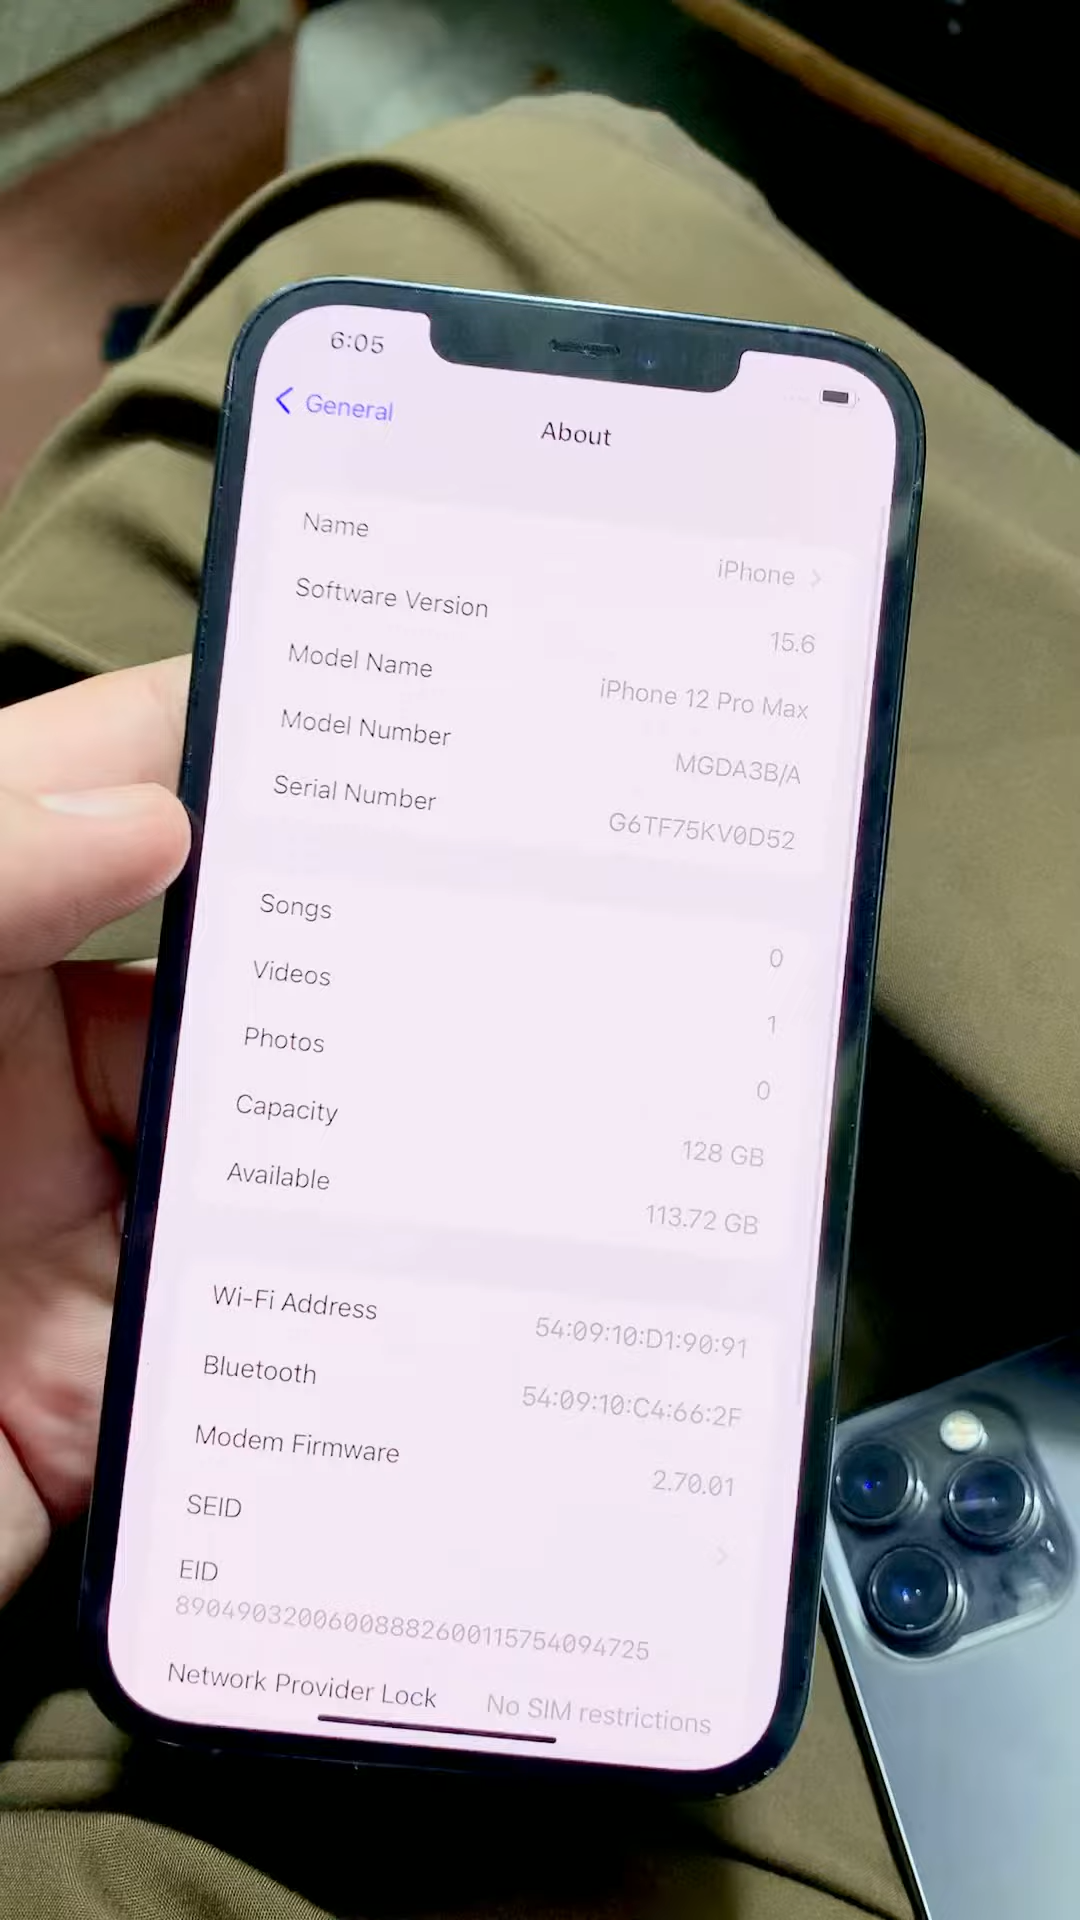 6:05
General
About
Name
iPhone
Software Version
15.6
Model Name
iPhone 12 Pro Max
Model Number
MGDA3B/A
Serial Number
G6TF75KV0D52
Songs
0
Videos
1
Photos
0
Capacity
128 GB
Available
113.72 GB
Wi-Fi Address
54:09:10:D1:90:91
Bluetooth
54:09:10:C4:66:2F
Modem Firmware
2.70.01
SEID
EID
89049032006008882600115754094725
Network Provider Lock
No SIM restrictions